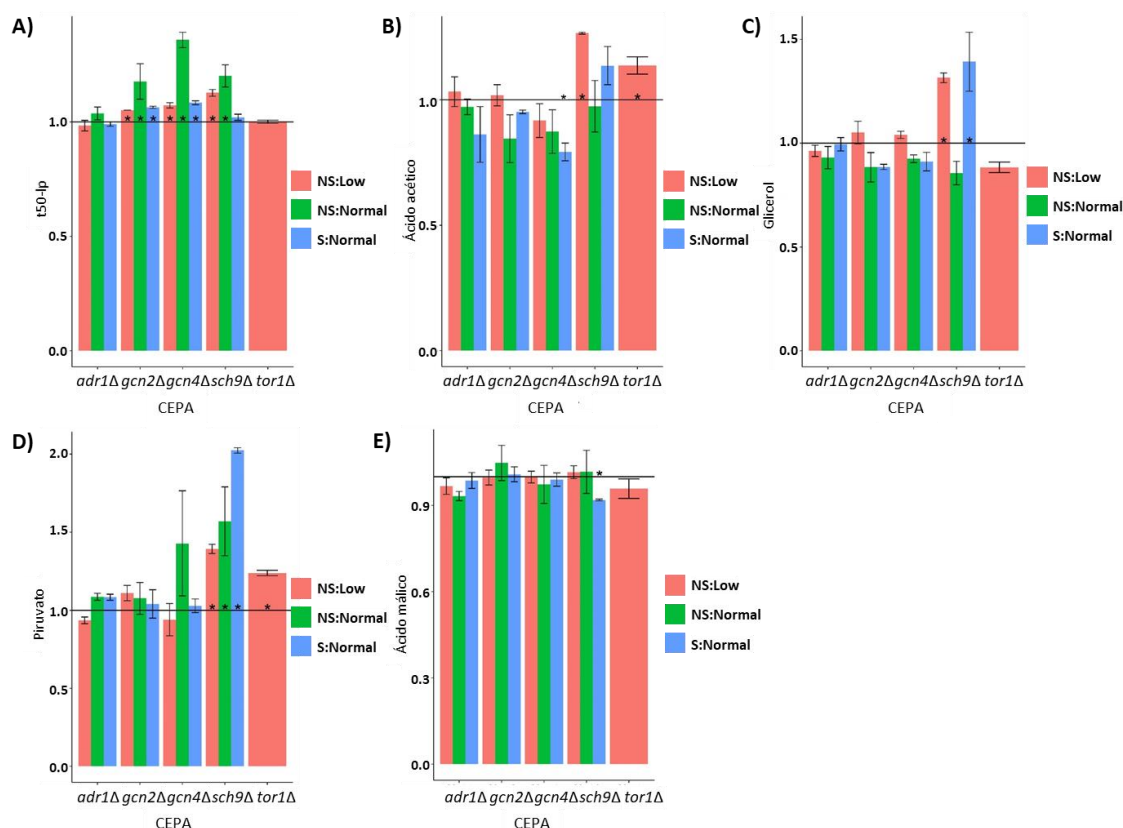 A)
1.0
0.5
0.0
t50-lp
NS:Low
NS:Normal
S:Normal
adr1Δ gcn2Δ gcn4Δ sch9Δ tor1Δ
CEPA
B)
1.0
0.5
0.0
Ácido acético
NS:Low
NS:Normal
S:Normal
adr1Δ gcn2Δ gcn4Δ sch9Δ tor1Δ
CEPA
C)
1.5
1.0
0.5
0.0
Glicerol
NS:Low
NS:Normal
S:Normal
adr1Δ gcn2Δ gcn4Δ sch9Δ tor1Δ
CEPA
D)
2.0
1.5
1.0
0.5
0.0
Piruvato
NS:Low
NS:Normal
S:Normal
adr1Δ gcn2Δ gcn4Δ sch9Δ tor1Δ
CEPA
E)
0.9
0.6
0.3
0.0
Ácido málico
NS:Low
NS:Normal
S:Normal
adr1Δ gcn2Δ gcn4Δ sch9Δ tor1Δ
CEPA